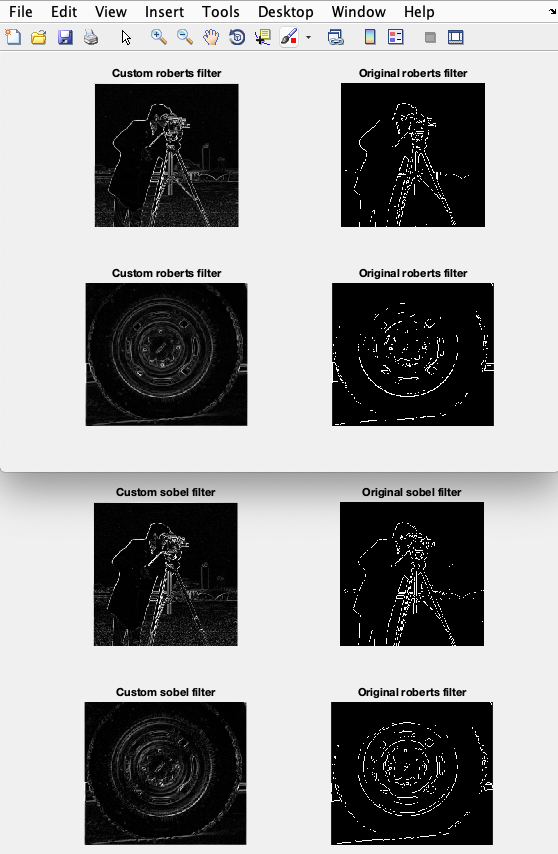 File Edit View Insert Tools Desktop Window Help
Custom roberts filter Original roberts filter
Custom roberts filter Original roberts filter
Custom sobel filter Original sobel filter
Custom sobel filter Original roberts filter